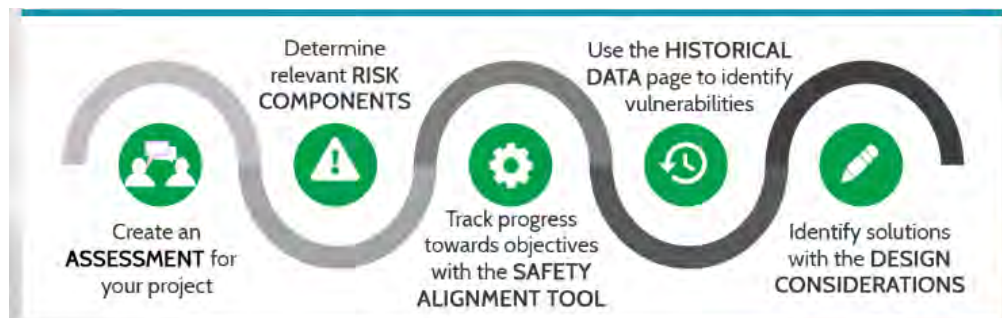 Create an
ASSESSMENT for
your project
Determine
relevant RISK
COMPONENTS
Track progress
towards objectives
with the SAFETY
ALIGNMENT TOOL
Use the HISTORICAL
DATA page to identify
vulnerabilities
Identify solutions
with the DESIGN
CONSIDERATIONS